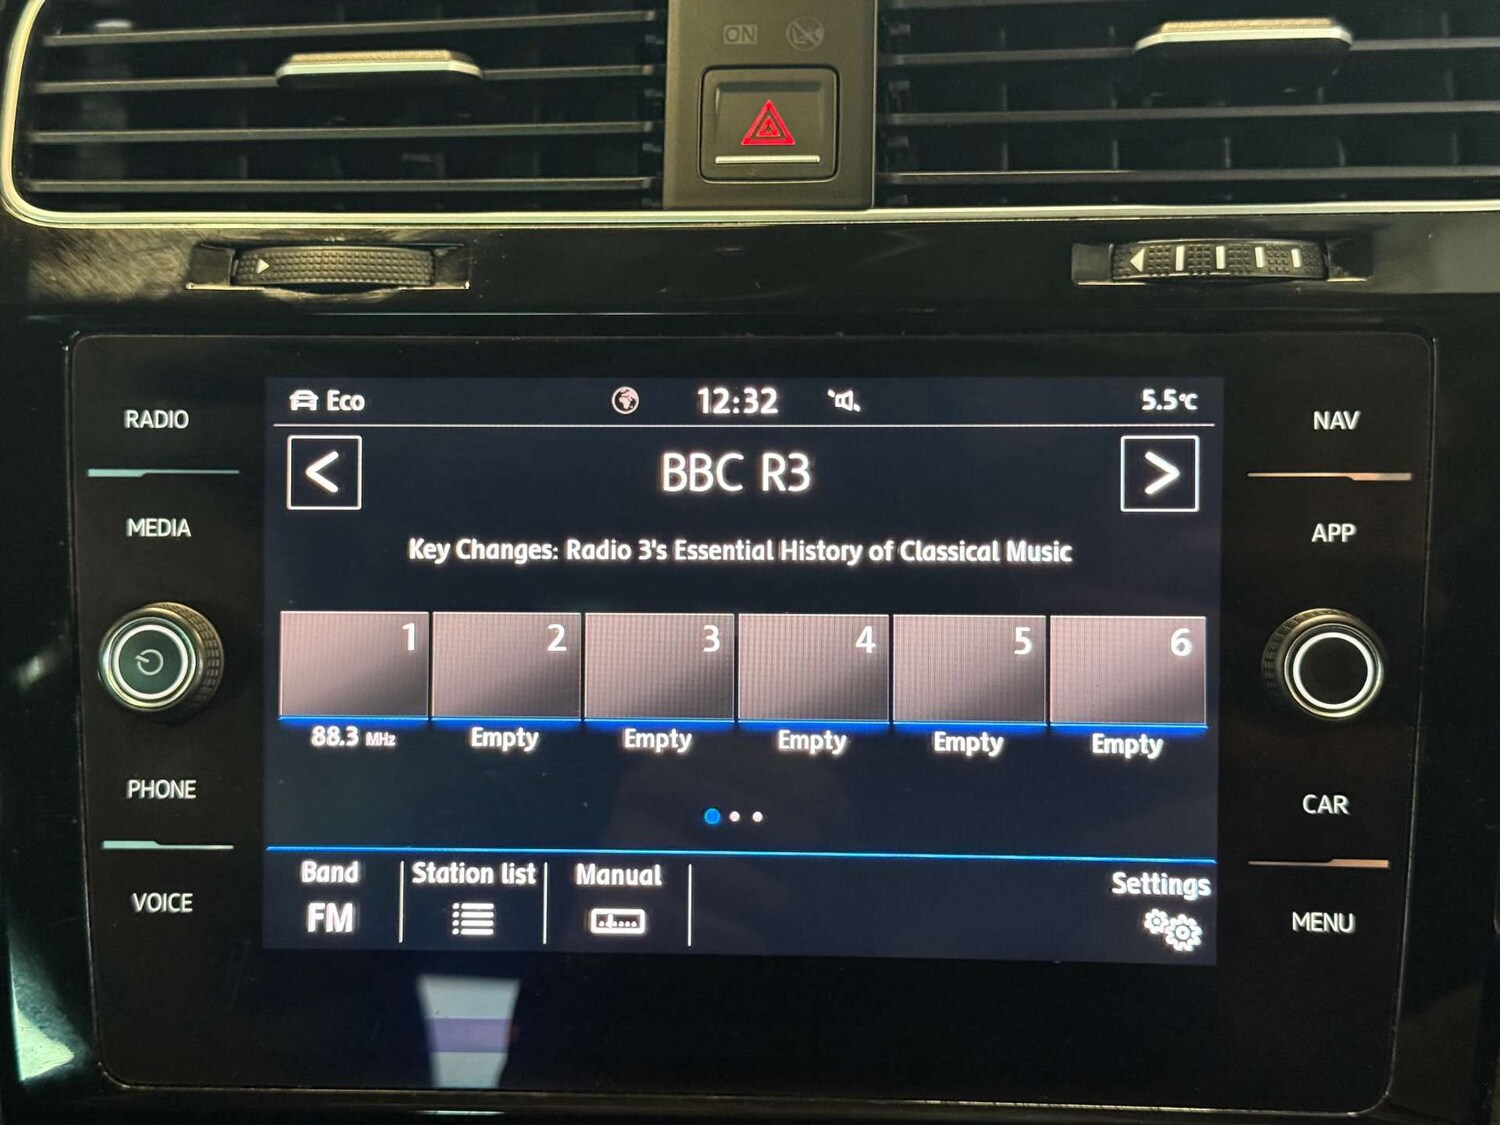 ON
Eco 12:32 5.5°C
RADIO
NAV
< BBC R3 >
MEDIA
APP
Key Changes: Radio 3's Essential History of Classical Music
1 2 3 4 5 6
88.3 MHz Empty Empty Empty Empty Empty
PHONE
CAR
Band Station list Manual Settings
FM
VOICE
MENU